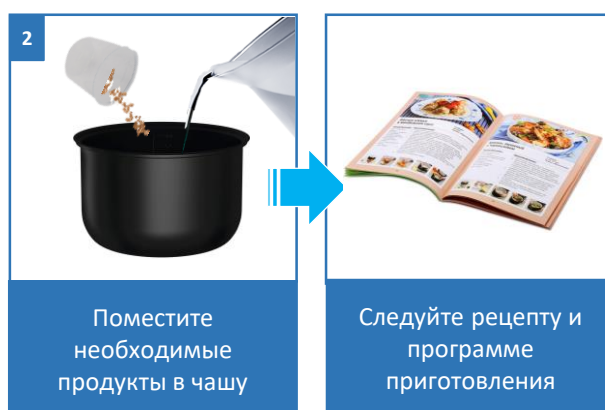 2
Поместите
необходимые
продукты в чашу
Следуйте рецепту и
программе
приготовления